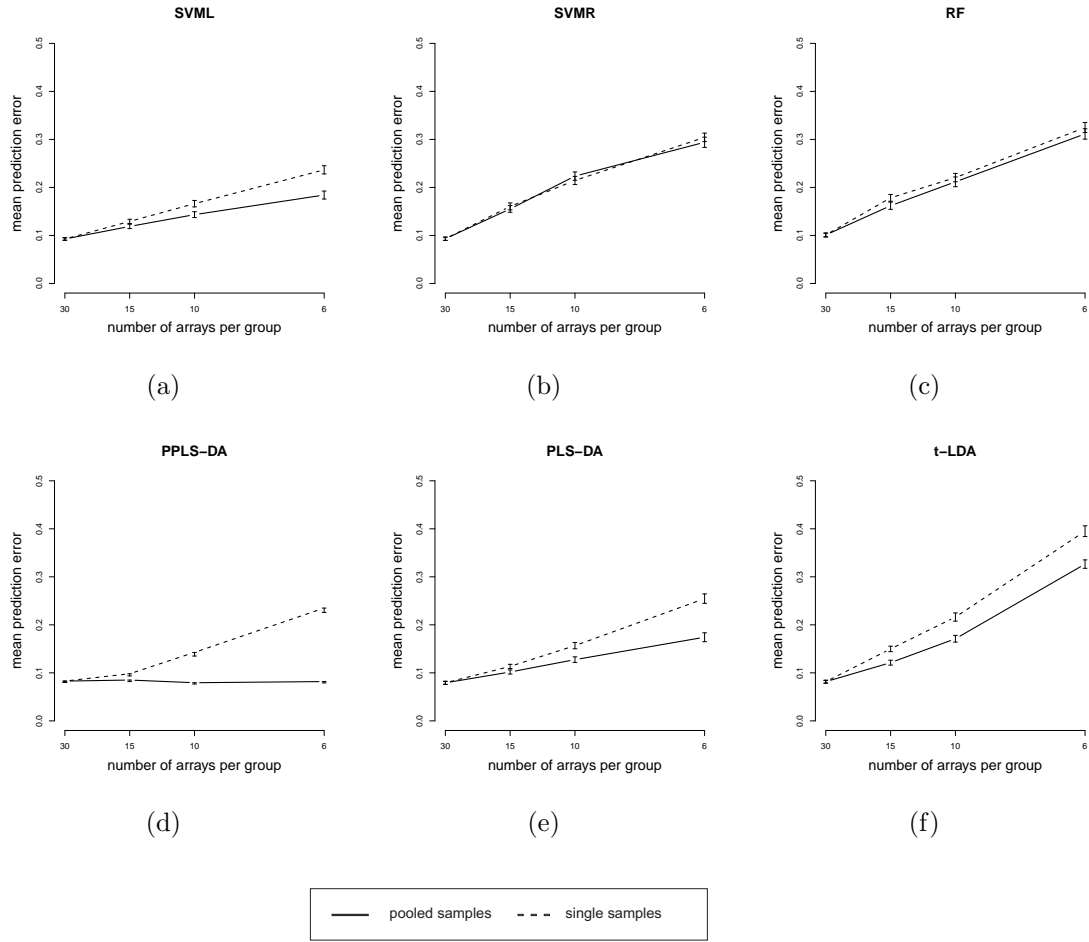 SVML
SVMR
RF
mean prediction error
0.0 0.1 0.2 0.3 0.4 0.5
30 15 10 6
number of arrays per group
mean prediction error
0.0 0.1 0.2 0.3 0.4 0.5
30 15 10 6
number of arrays per group
mean prediction error
0.0 0.1 0.2 0.3 0.4 0.5
30 15 10 6
number of arrays per group
(a)
(b)
(c)
PPLS−DA
PLS−DA
t−LDA
mean prediction error
0.0 0.1 0.2 0.3 0.4 0.5
30 15 10 6
number of arrays per group
mean prediction error
0.0 0.1 0.2 0.3 0.4 0.5
30 15 10 6
number of arrays per group
mean prediction error
0.0 0.1 0.2 0.3 0.4 0.5
30 15 10 6
number of arrays per group
(d)
(e)
(f)
pooled samples
single samples